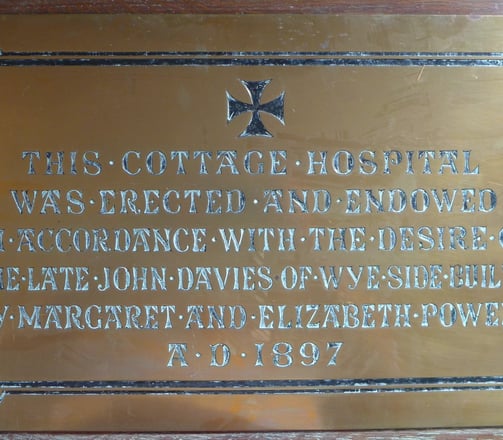 THIS·COTTAGE·HOSPITAL
WAS·ERECTED·AND·ENDOWED
ACCORDANCE·WITH·THE·DESIRE
LATE·JOHN·DAVIES·OF·WYE·SIDE
MARGARET·AND·ELIZABETH
A·D·1897